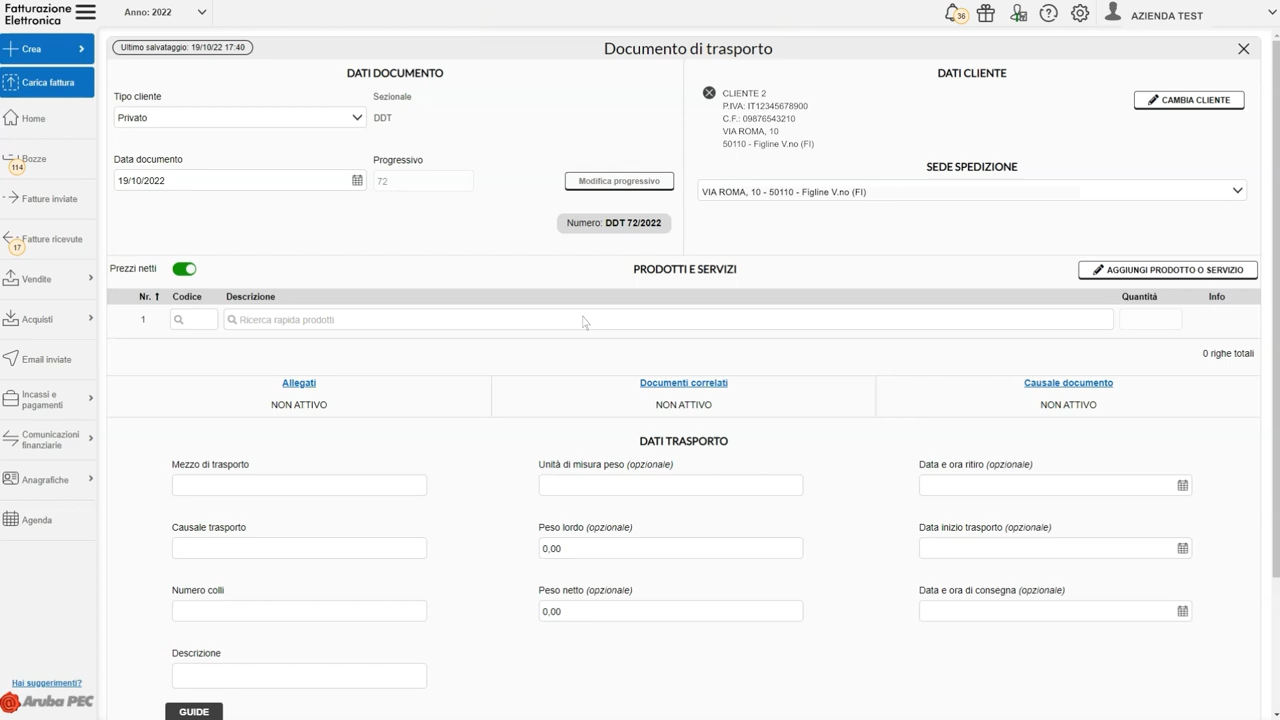 Fatturazione
Elettronica
Anno: 2022
36
AZIENDA TEST
Crea
Carica fattura
Home
Bozze
114
Fatture inviate
Fatture ricevute
17
Vendite
Acquisti
Email inviate
Incassi e
pagamenti
Comunicazioni
finanziarie
Anagrafiche
Agenda
Hai suggerimenti?
Aruba PEC
Ultimo salvataggio: 19/10/22 17:40
Documento di trasporto
DATI DOCUMENTO
Tipo cliente
Sezionale
Privato
DDT
Data documento
Progressivo
19/10/2022
72
Modifica progressivo
Numero: DDT 72/2022
DATI CLIENTE
CLIENTE 2
P.IVA: IT12345678900
C.F.: 09876543210
VIA ROMA, 10
50110 - Figline V.no (FI)
CAMBIA CLIENTE
SEDE SPEDIZIONE
VIA ROMA, 10 - 50110 - Figline V.no (FI)
Prezzi netti
PRODOTTI E SERVIZI
AGGIUNGI PRODOTTO O SERVIZIO
Nr. Codice Descrizione Quantità Info
1 Ricerca rapida prodotti
0 righe totali
Allegati Documenti correlati Causale documento
NON ATTIVO NON ATTIVO NON ATTIVO
DATI TRASPORTO
Mezzo di trasporto Unità di misura peso (opzionale) Data e ora ritiro (opzionale)
Causale trasporto Peso lordo (opzionale) Data inizio trasporto (opzionale)
0,00
Numero colli Peso netto (opzionale) Data e ora di consegna (opzionale)
0,00
Descrizione
GUIDE